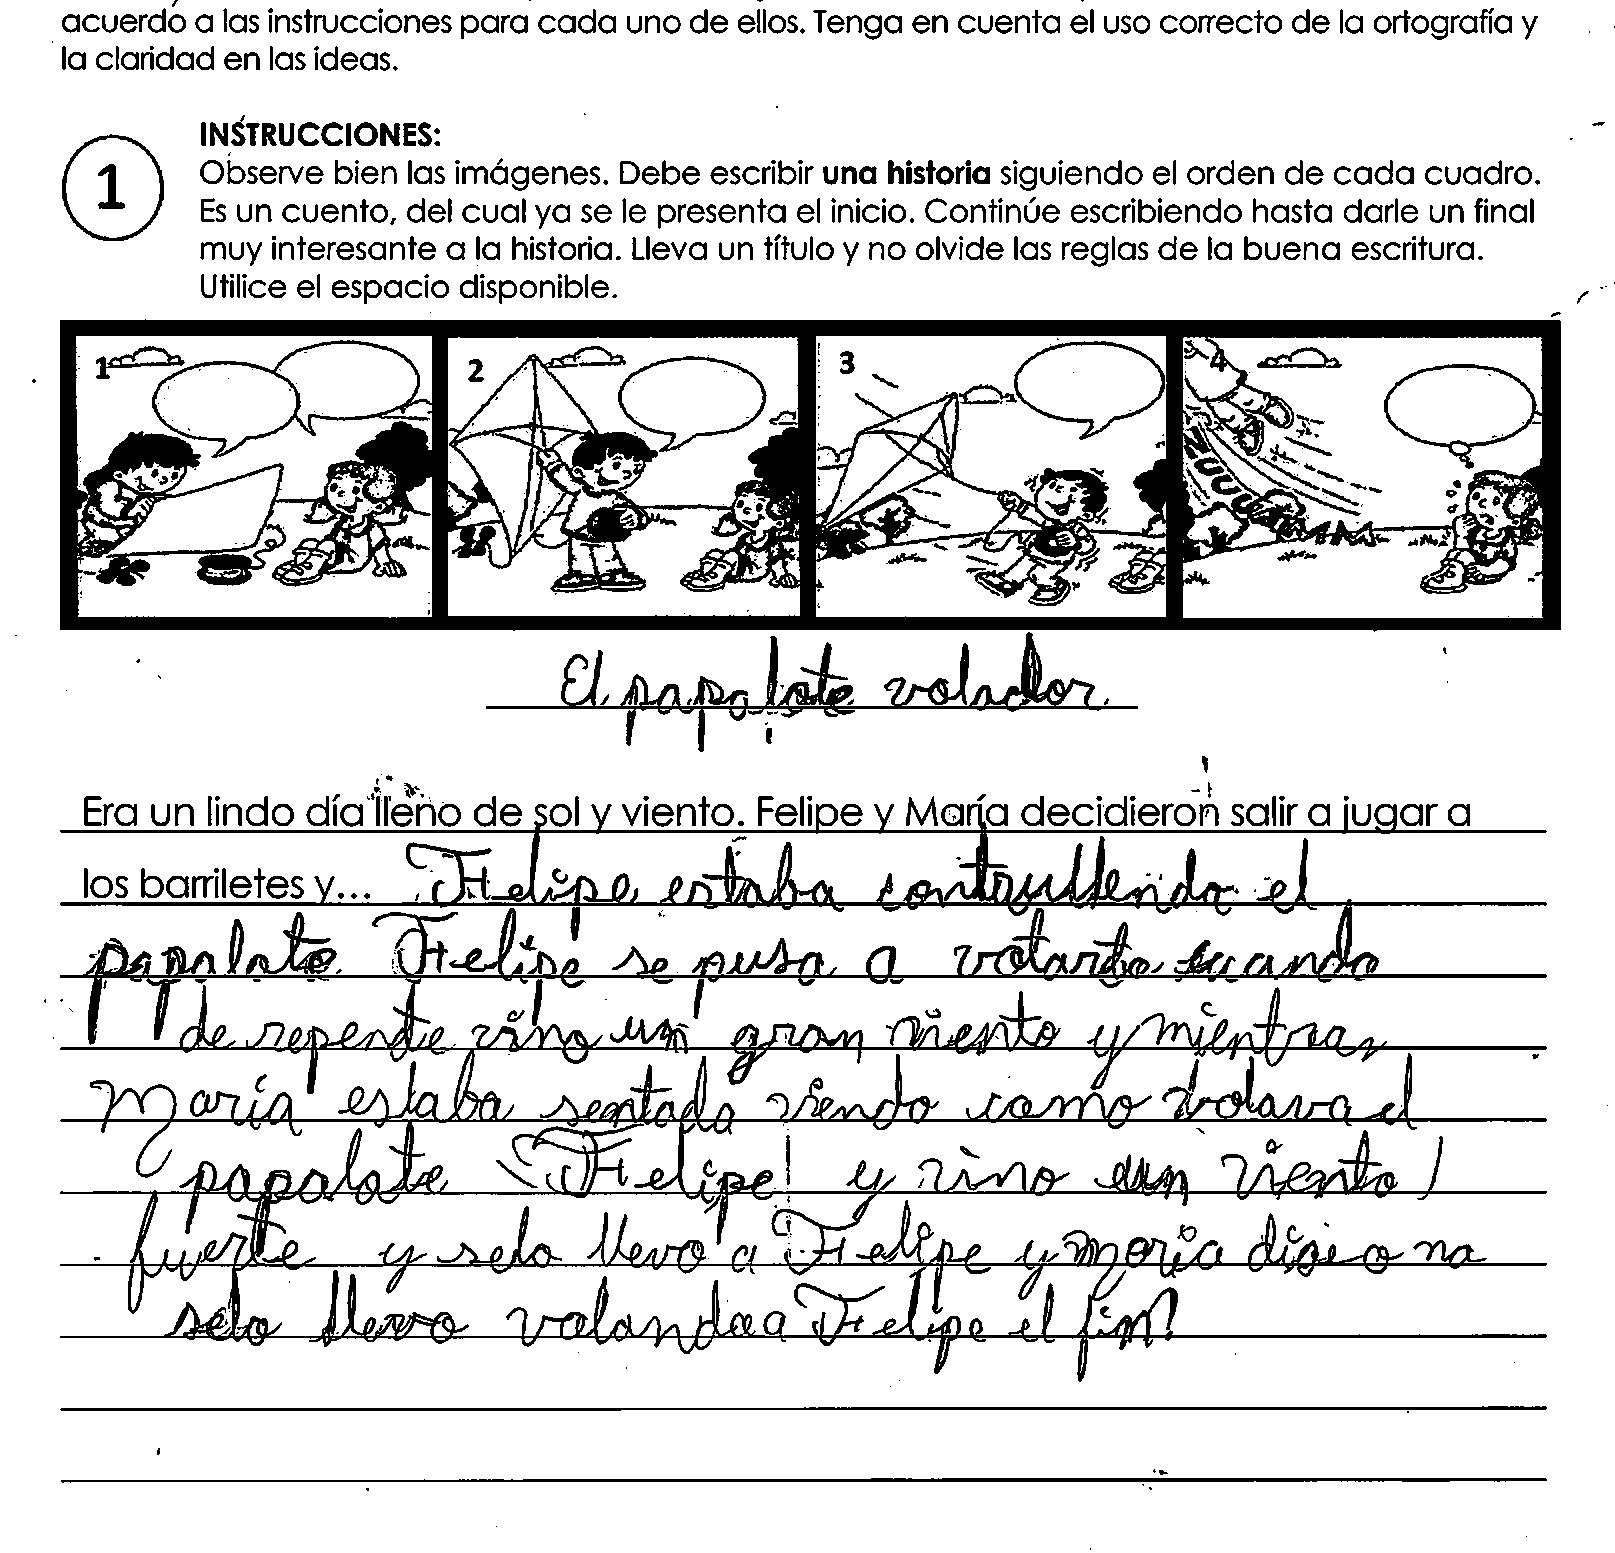 acuerdo a las instrucciones para cada uno de ellos. Tenga en cuenta el uso correcto de la ortografía y
la claridad en las ideas.
1
INSTRUCCIONES:
Observe bien las imágenes. Debe escribir una historia siguiendo el orden de cada cuadro.
Es un cuento, del cual ya se le presenta el inicio. Continúe escribiendo hasta darle un final
muy interesante a la historia. Lleva un título y no olvide las reglas de la buena escritura.
Utilice el espacio disponible.
1 2 3 4
El papalote volador
Era un lindo día lleno de sol y viento. Felipe y María decidieron salir a jugar a
los barriletes y... Felipe estaba contrullendo el
papalote Felipe se puso a volarlo cuando
de repente vino un gran viento y mientras
María estaba sentada viendo como volava el
papalote Felipe y vino un viento
fuerte y selo llevo a Felipe y maria dice o no
selo llevo volando a Felipe el fin!